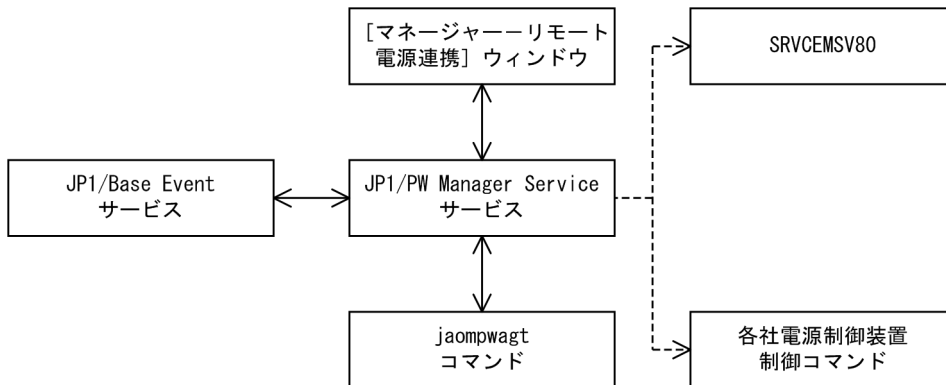 ［マネージャー－リモート
電源連携］ウィンドウ
SRVCEMSV80
JP1/Base Event
サービス
JP1/PW Manager Service
サービス
jaompwagt
コマンド
各社電源制御装置
制御コマンド